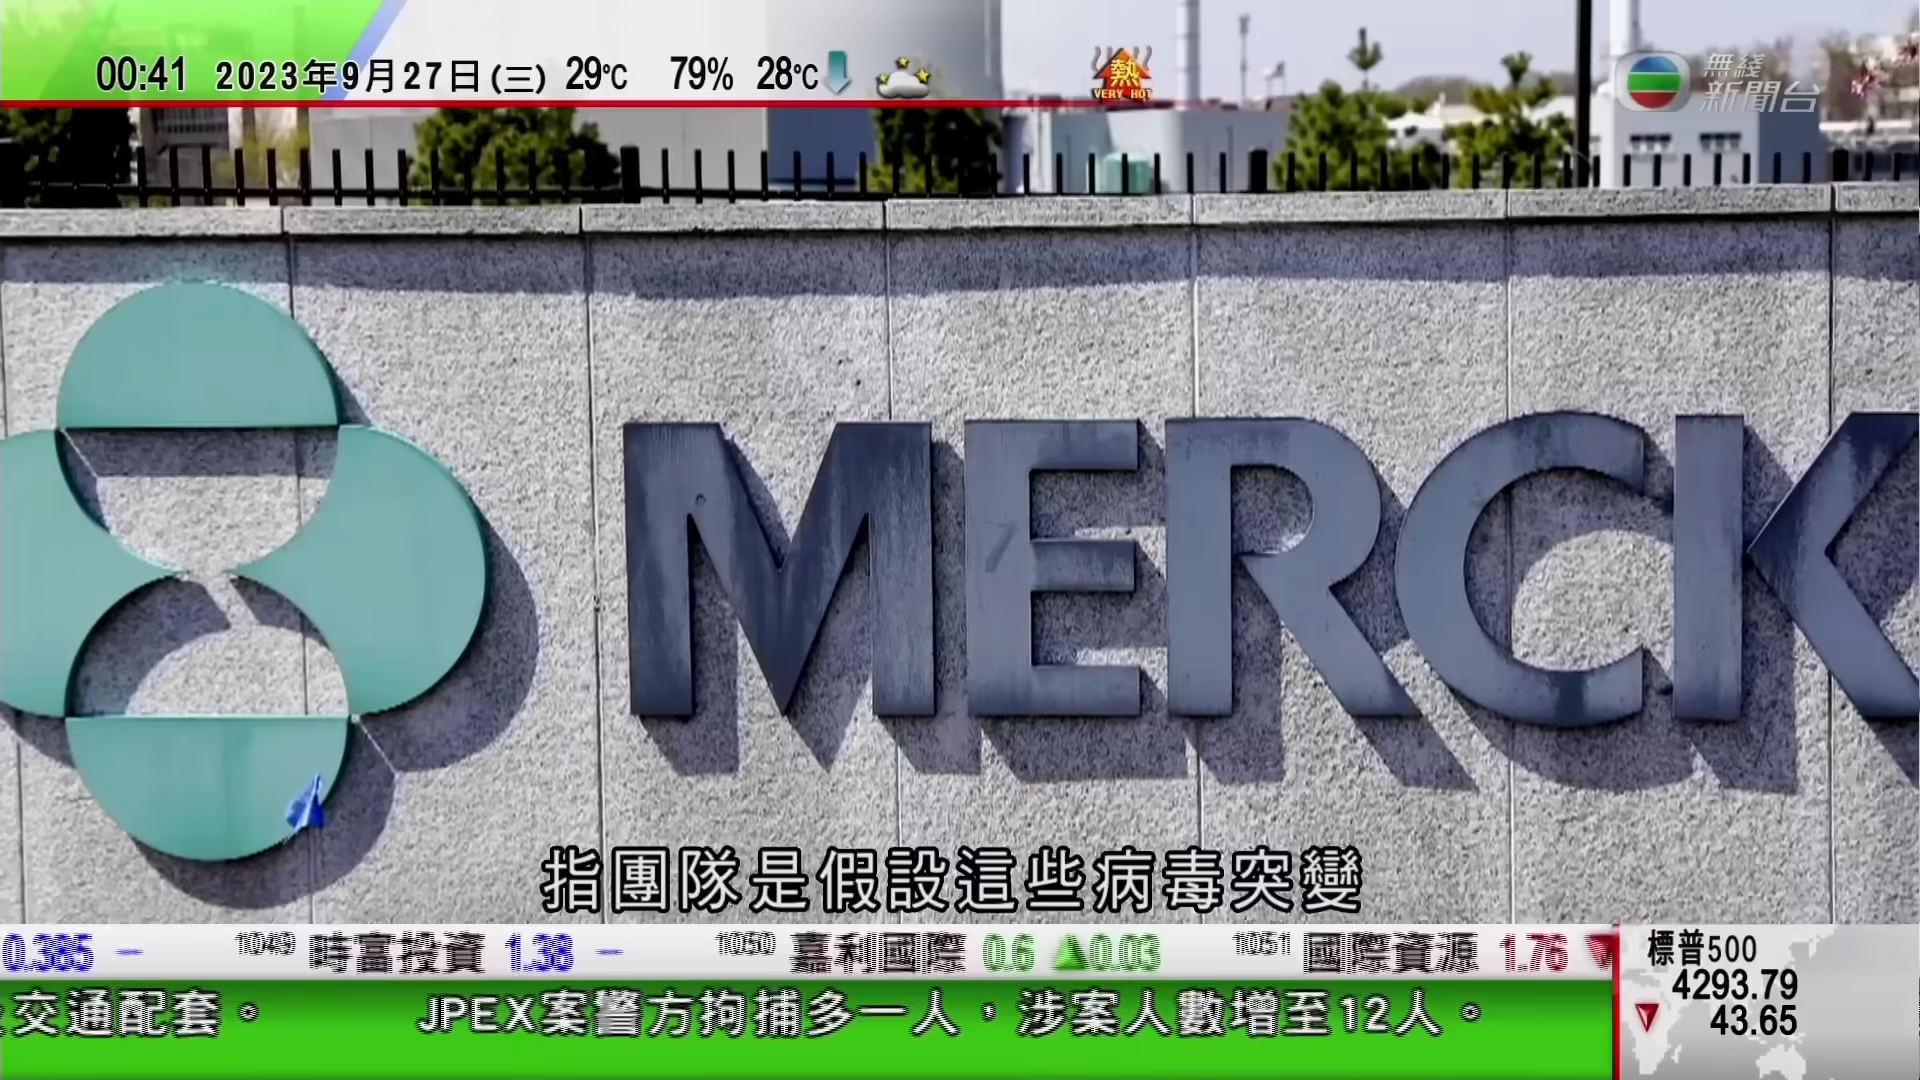 00:41 2023年9月27日(三) 29℃ 79% 28℃
熱
VERY HOT
無綫
新聞台
MERCK
指團隊是假設這些病毒突變
0.385 – 1049 時富投資 1.38 – 1050 嘉利國際 0.6 ▲0.03 1051 國際資源 1.76 ▼
交通配套。 JPEX案警方拘捕多一人，涉案人數增至12人。
標普500
4293.79
▼ 43.65